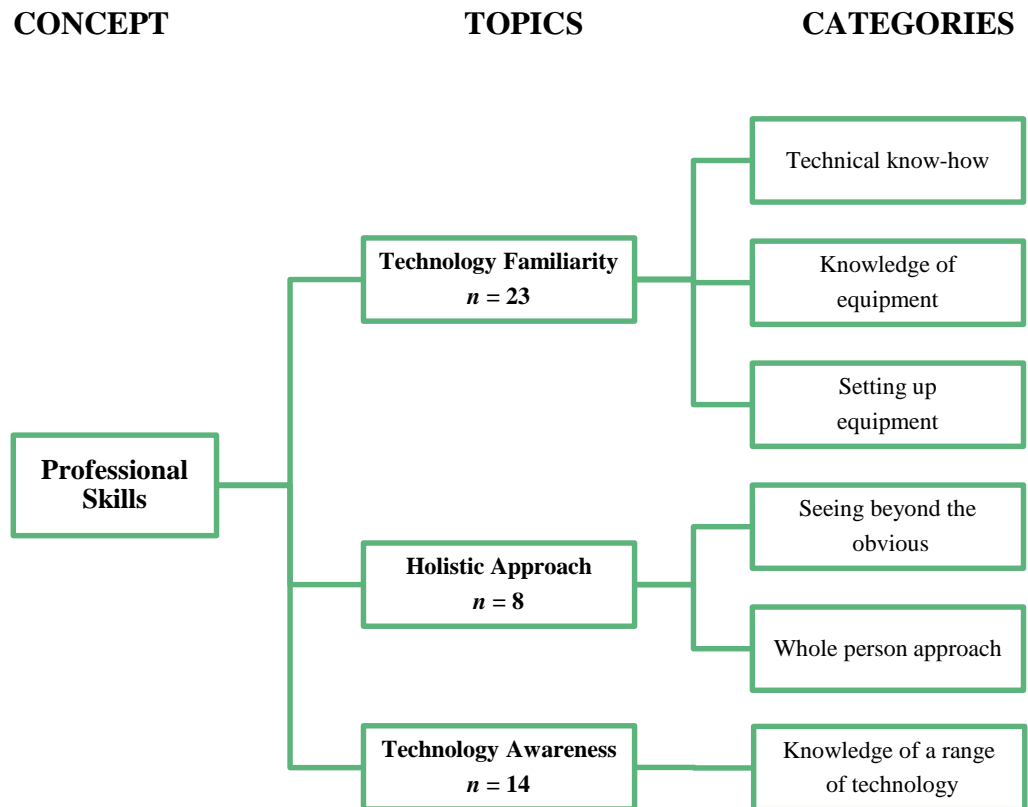 CONCEPT
TOPICS
CATEGORIES
Professional
Skills
Technology Familiarity
n = 23
Technical know-how
Knowledge of
equipment
Setting up
equipment
Holistic Approach
n = 8
Seeing beyond the
obvious
Whole person approach
Technology Awareness
n = 14
Knowledge of a range
of technology